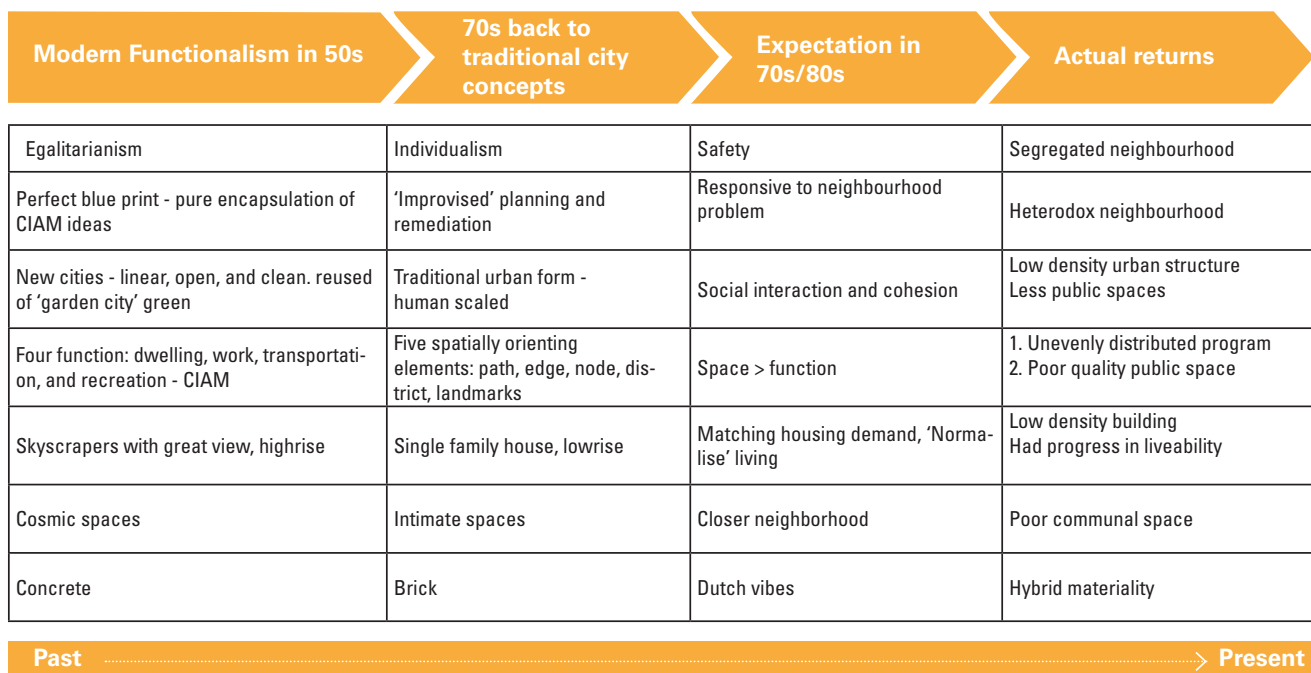 Modern Functionalism in 50s
70s back to
traditional city
concepts
Expectation in
70s/80s
Actual returns
Egalitarianism
Individualism
Safety
Segregated neighbourhood
Perfect blue print - pure encapsulation of
CIAM ideas
‘Improvised’ planning and
remediation
Responsive to neighbourhood
problem
Heterodox neighbourhood
New cities - linear, open, and clean. reused
of ‘garden city’ green
Traditional urban form -
human scaled
Social interaction and cohesion
Low density urban structure
Less public spaces
Four function: dwelling, work, transportati-
on, and recreation - CIAM
Five spatially orienting
elements: path, edge, node, dis-
trict, landmarks
Space > function
1. Unevenly distributed program
2. Poor quality public space
Skyscrapers with great view, highrise
Single family house, lowrise
Matching housing demand, ‘Norma-
lise’ living
Low density building
Had progress in liveability
Cosmic spaces
Intimate spaces
Closer neighborhood
Poor communal space
Concrete
Brick
Dutch vibes
Hybrid materiality
Past
Present